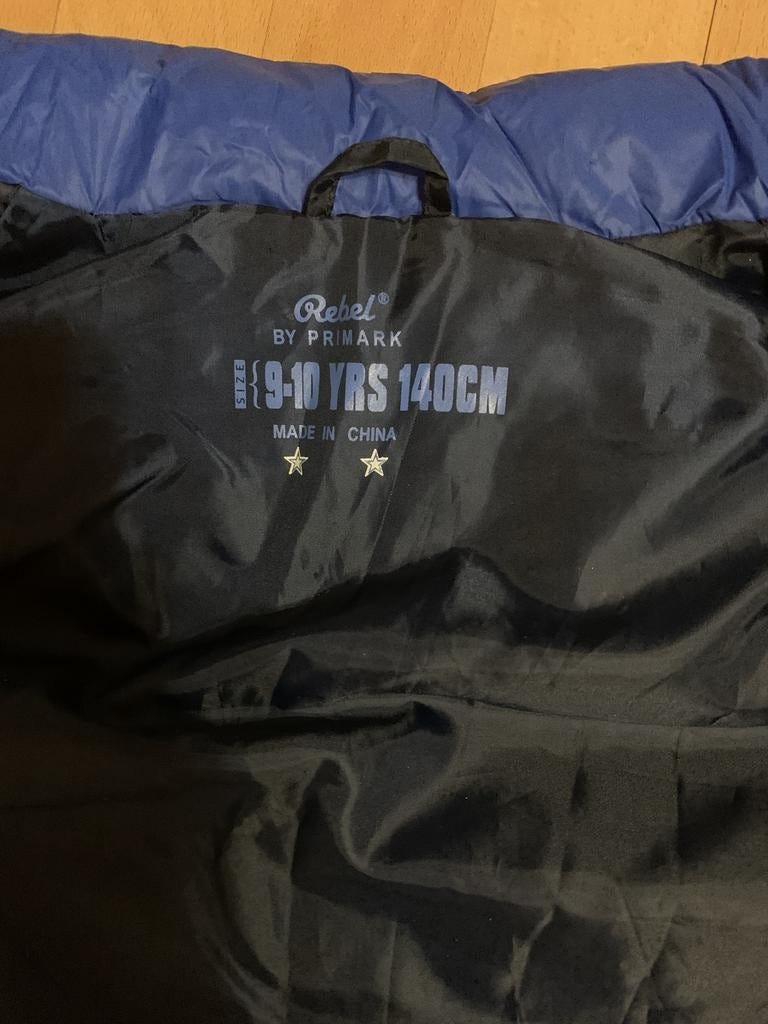 Rebel®
BY PRIMARK
SIZE { 9-10 YRS 140CM
MADE IN CHINA